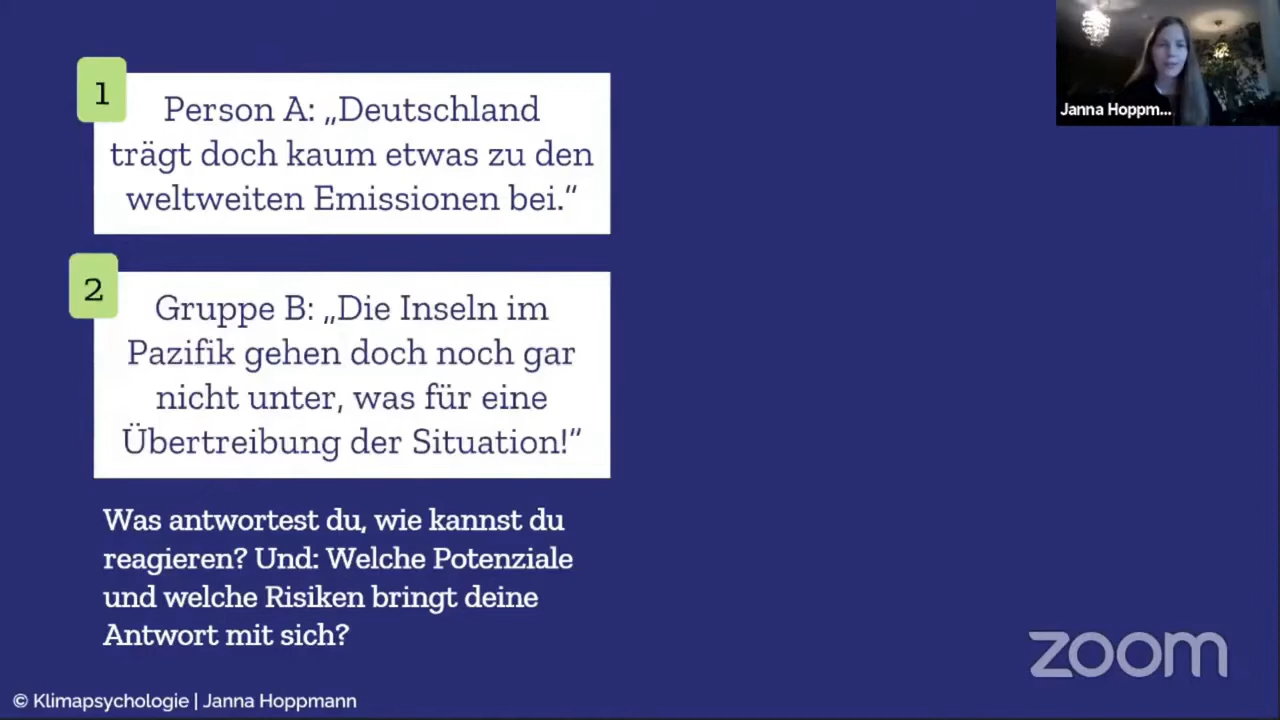 1
Person A: „Deutschland
trägt doch kaum etwas zu den
weltweiten Emissionen bei.“
2
Gruppe B: „Die Inseln im
Pazifik gehen doch noch gar
nicht unter, was für eine
Übertreibung der Situation!“
Was antwortest du, wie kannst du
reagieren? Und: Welche Potenziale
und welche Risiken bringt deine
Antwort mit sich?
© Klimapsychologie | Janna Hoppmann
Janna Hoppm...
zoom